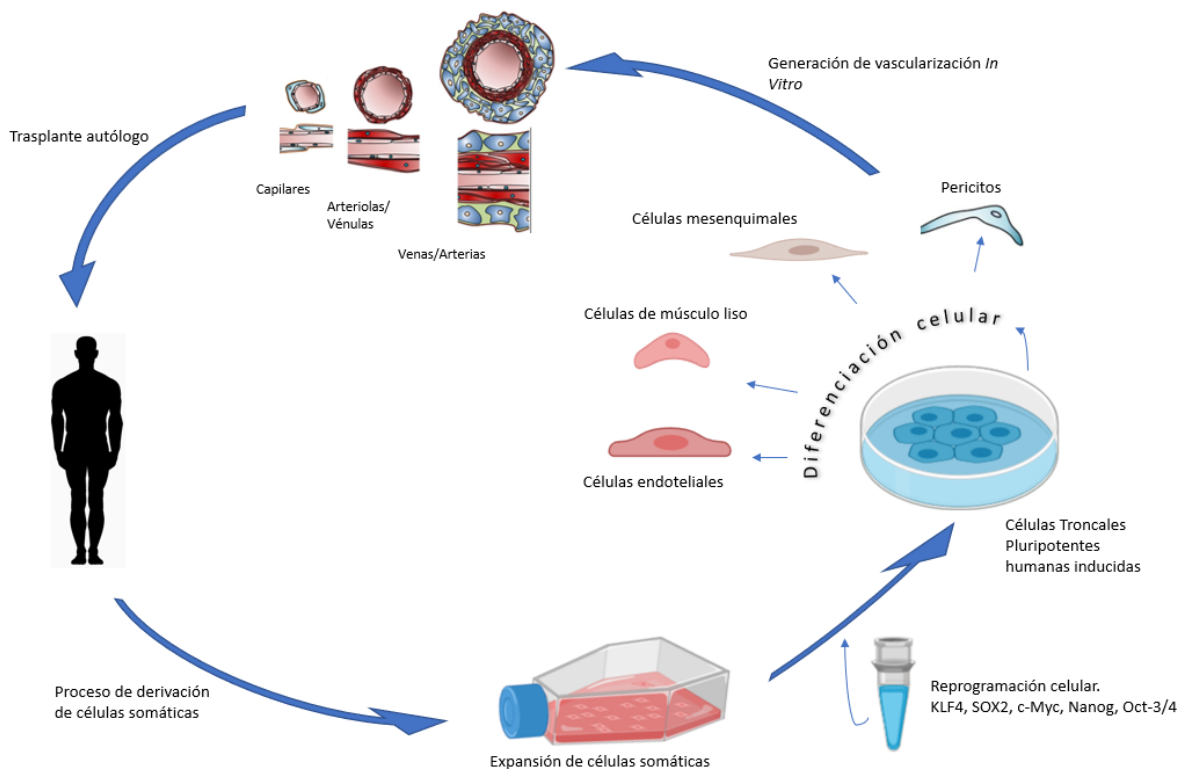 Generación de vascularización In
Vitro
Trasplante autólogo
Capilares
Arteriolas/
Vénulas
Venas/Arterias
Pericitos
Células mesenquimales
Células de músculo liso
Células endoteliales
Diferenciación celular
Células Troncales
Pluripotentes
humanas inducidas
Proceso de derivación
de células somáticas
Reprogramación celular.
KLF4, SOX2, c-Myc, Nanog, Oct-3/4
Expansión de células somáticas